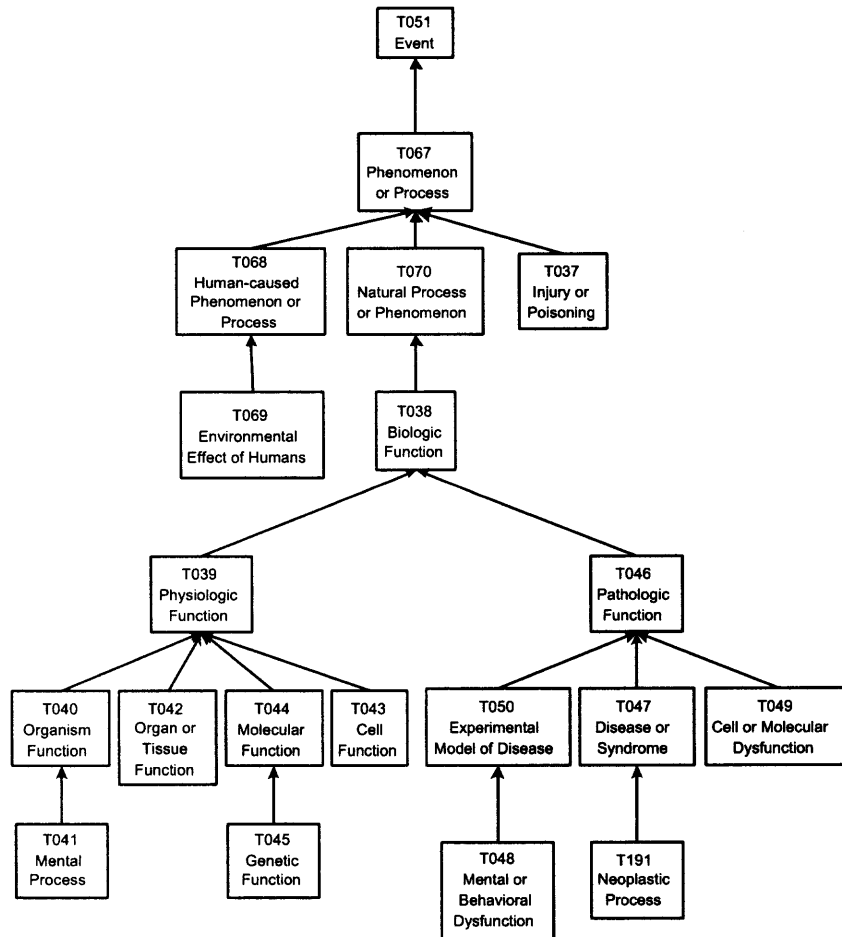 T051
Event
T067
Phenomenon
or Process
T068
Human-caused
Phenomenon or
Process
T070
Natural Process
or Phenomenon
T037
Injury or
Poisoning
T069
Environmental
Effect of Humans
T038
Biologic
Function
T039
Physiologic
Function
T046
Pathologic
Function
T040
Organism
Function
T042
Organ or
Tissue
Function
T044
Molecular
Function
T043
Cell
Function
T050
Experimental
Model of Disease
T047
Disease or
Syndrome
T049
Cell or Molecular
Dysfunction
T041
Mental
Process
T045
Genetic
Function
T048
Mental or
Behavioral
Dysfunction
T191
Neoplastic
Process